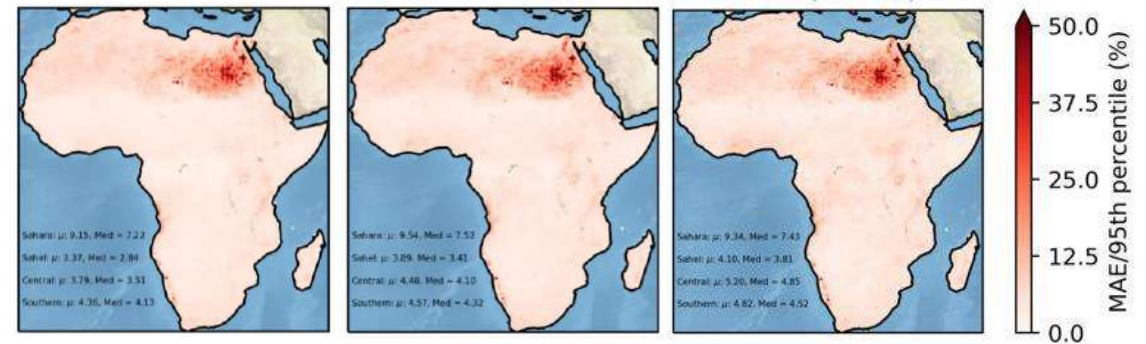 Sahara: μ: 9.15, Med = 7.22
Sahel: μ: 3.37, Med = 2.84
Central: μ: 3.79, Med = 3.51
Southern: μ: 4.36, Med = 4.13
Sahara: μ: 9.54, Med = 7.52
Sahel: μ: 3.89, Med = 3.41
Central: μ: 4.48, Med = 4.10
Southern: μ: 4.57, Med = 4.32
Sahara: μ: 9.34, Med = 7.43
Sahel: μ: 4.10, Med = 3.81
Central: μ: 5.20, Med = 4.85
Southern: μ: 4.82, Med = 4.52
50.0
37.5
25.0
12.5
0.0
MAE/95th percentile (%)